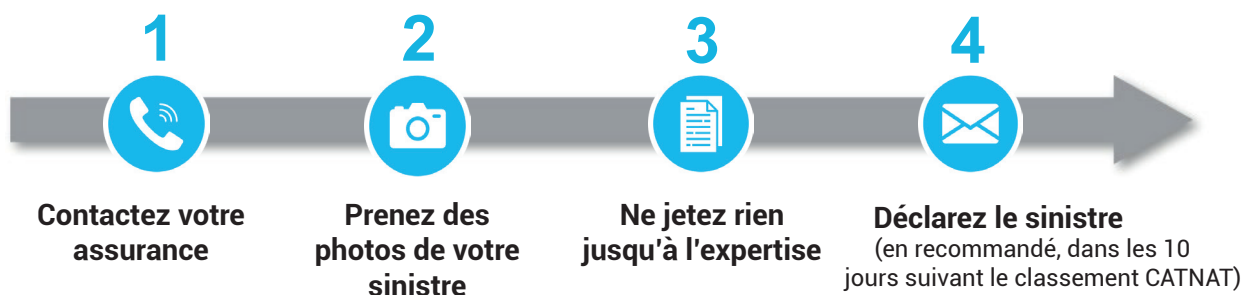 1
Contactez votre
assurance
2
Prenez des
photos de votre
sinistre
3
Ne jetez rien
jusqu'à l'expertise
4
Déclarez le sinistre
(en recommandé, dans les 10
jours suivant le classement CATNAT)